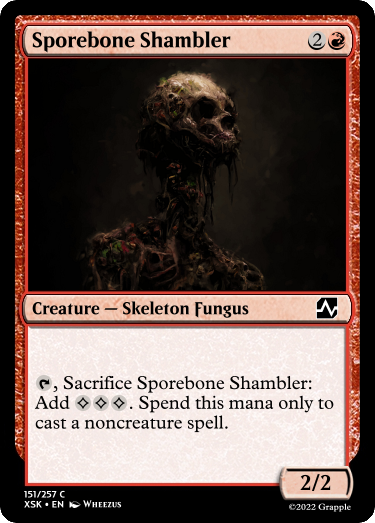 Sporebone Shambler 2
Creature — Skeleton Fungus
, Sacrifice Sporebone Shambler:
Add . Spend this mana only to
cast a noncreature spell.
2/2
151/257 C
XSK • EN Wheezus
©2022 Grapple